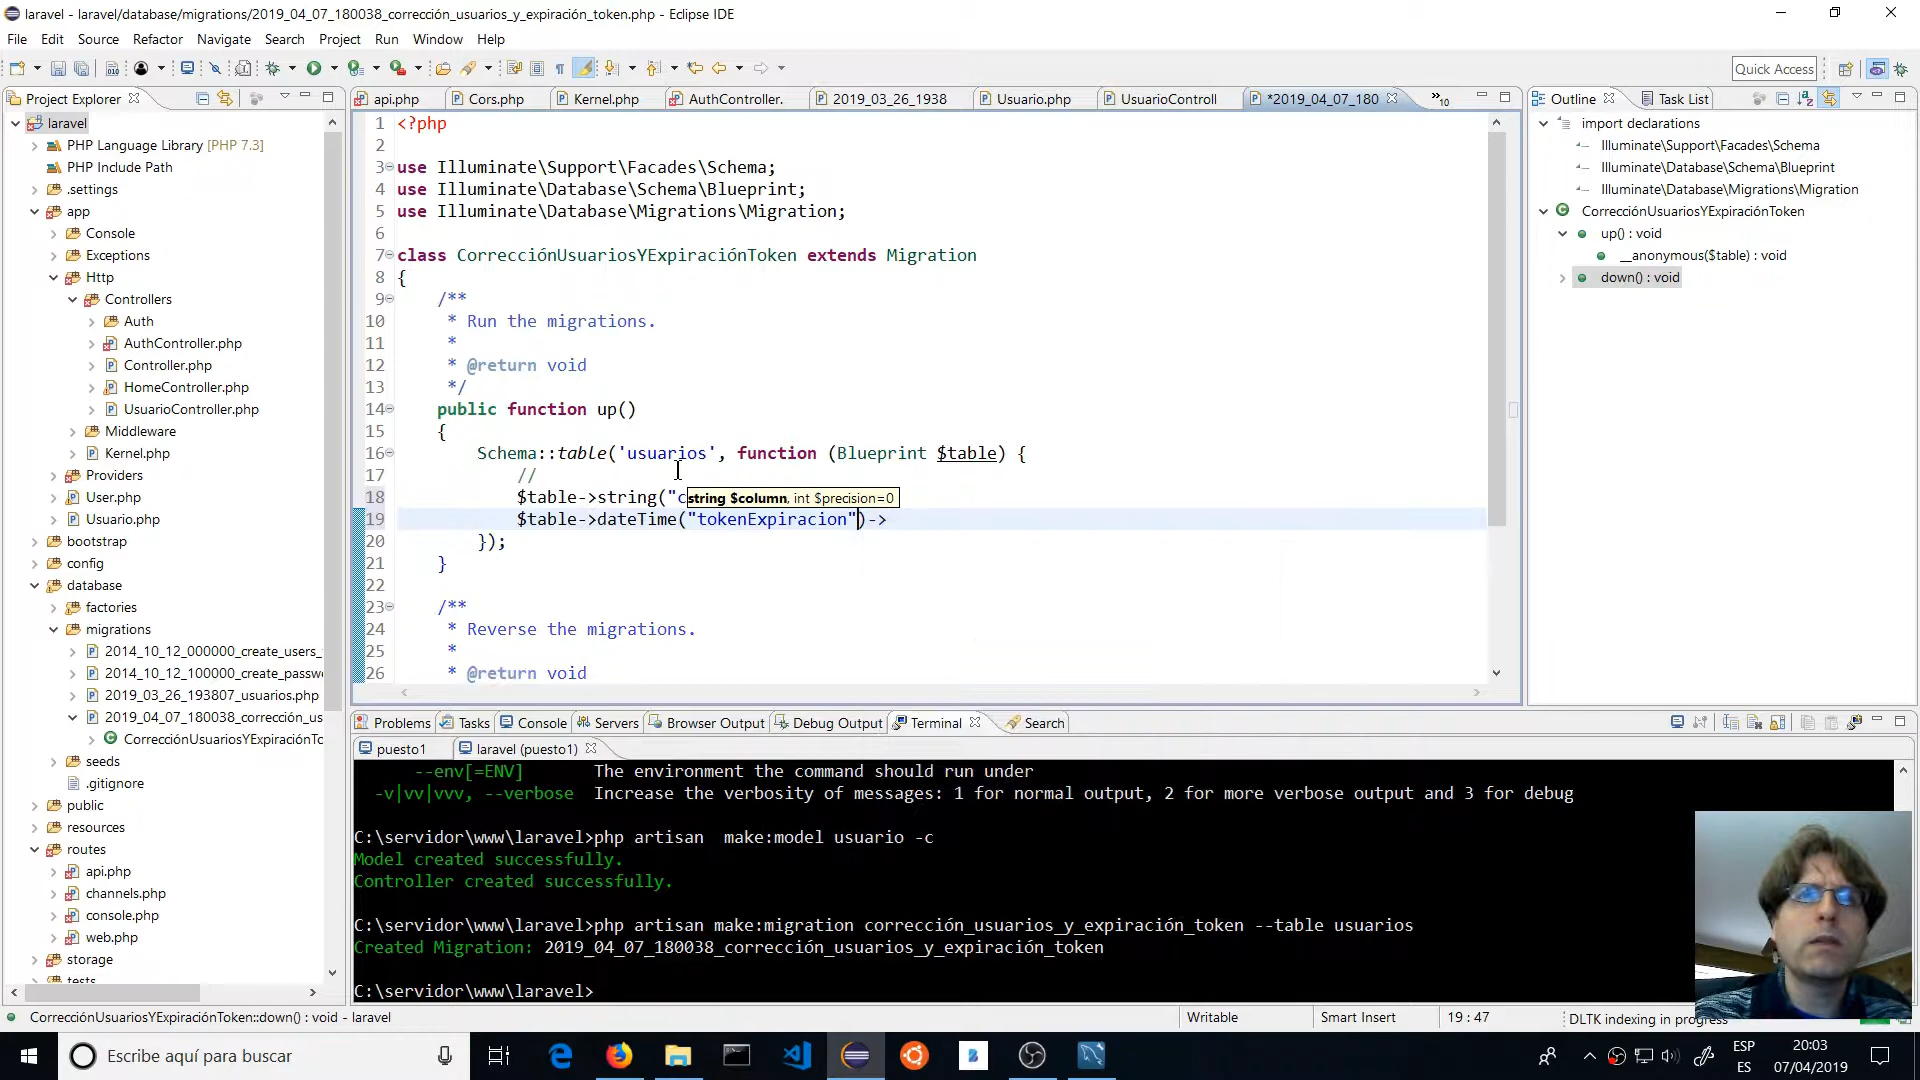 laravel - laravel/database/migrations/2019_04_07_180038_corrección_usuarios_y_expiración_token.php - Eclipse IDE
File Edit Source Refactor Navigate Search Project Run Window Help
Quick Access
Project Explorer
api.php Cors.php Kernel.php AuthController. 2019_03_26_1938 Usuario.php UsuarioControll *2019_04_07_180 »10
Outline Task List
laravel
PHP Language Library [PHP 7.3]
PHP Include Path
.settings
app
Console
Exceptions
Http
Controllers
Auth
AuthController.php
Controller.php
HomeController.php
UsuarioController.php
Middleware
Kernel.php
Providers
User.php
Usuario.php
bootstrap
config
database
factories
migrations
2014_10_12_000000_create_users_
2014_10_12_100000_create_passw
2019_03_26_193807_usuarios.php
2019_04_07_180038_corrección_us
CorrecciónUsuariosYExpiraciónTo
seeds
.gitignore
public
resources
routes
api.php
channels.php
console.php
web.php
storage
tests
1 <?php
2
3 use Illuminate\Support\Facades\Schema;
4 use Illuminate\Database\Schema\Blueprint;
5 use Illuminate\Database\Migrations\Migration;
6
7 class CorrecciónUsuariosYExpiraciónToken extends Migration
8 {
9 /**
10 * Run the migrations.
11 *
12 * @return void
13 */
14 public function up()
15 {
16 Schema::table('usuarios', function (Blueprint $table) {
17 //
18 $table->string("c
string $column, int $precision=0
19 $table->dateTime("tokenExpiracion")->
20 });
21 }
22
23 /**
24 * Reverse the migrations.
25 *
26 * @return void
import declarations
Illuminate\Support\Facades\Schema
Illuminate\Database\Schema\Blueprint
Illuminate\Database\Migrations\Migration
CorrecciónUsuariosYExpiraciónToken
up() : void
__anonymous($table) : void
down() : void
Problems Tasks Console Servers Browser Output Debug Output Terminal Search
puesto1 laravel (puesto1)
--env[=ENV] The environment the command should run under
-v|vv|vvv, --verbose Increase the verbosity of messages: 1 for normal output, 2 for more verbose output and 3 for debug
C:\servidor\www\laravel>php artisan  make:model usuario -c
Model created successfully.
Controller created successfully.
C:\servidor\www\laravel>php artisan make:migration corrección_usuarios_y_expiración_token --table usuarios
Created Migration: 2019_04_07_180038_corrección_usuarios_y_expiración_token
C:\servidor\www\laravel>
CorrecciónUsuariosYExpiraciónToken::down() : void - laravel
Writable Smart Insert 19 : 47 DLTK indexing in progress
Escribe aquí para buscar
ESP
ES
20:03
07/04/2019